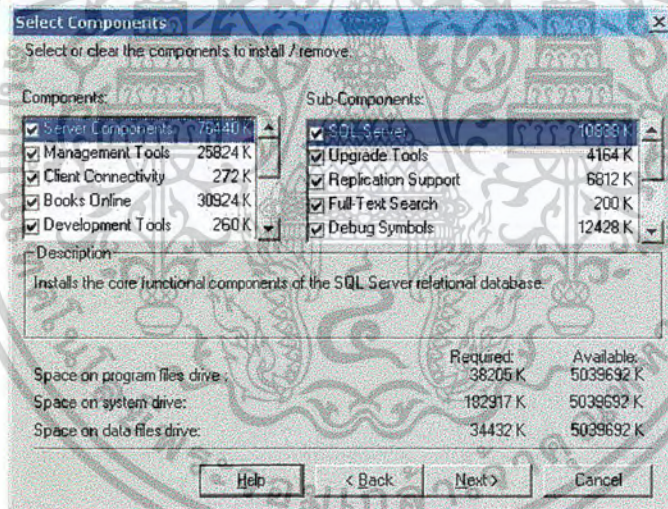 Select Components
Select or clear the components to install / remove.
Components:
Sub-Components:
Server Components 76440 K
Management Tools 25824 K
Client Connectivity 272 K
Books Online 30924 K
Development Tools 260 K
SQL Server
Upgrade Tools 4164 K
Replication Support 6812 K
Full-Text Search 200 K
Debug Symbols 12428 K
Description
Installs the core functional components of the SQL Server relational database.
Required: Available:
Space on program files drive : 38205 K 5039692 K
Space on system drive: 192917 K 5039692 K
Space on data files drive: 34432 K 5039692 K
Help < Back Next > Cancel